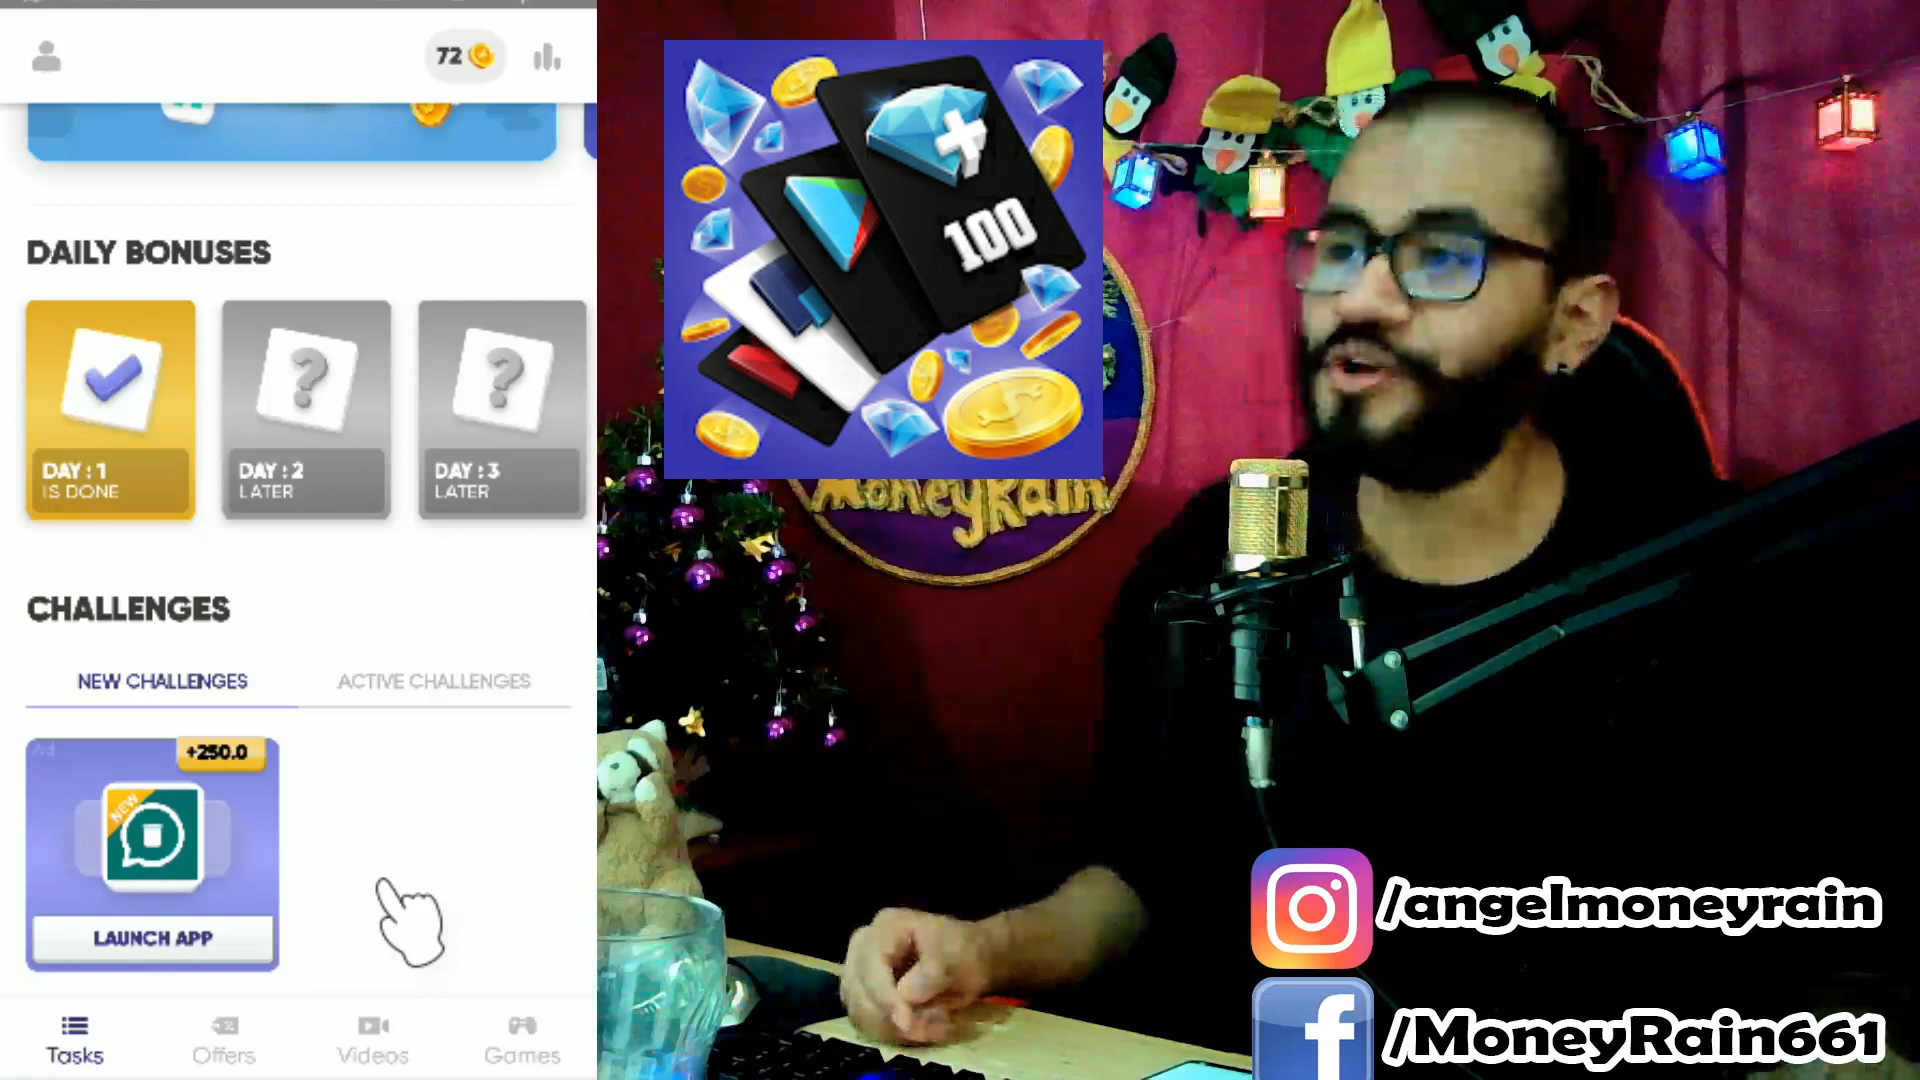 72
DAILY BONUSES
DAY : 1
IS DONE
DAY : 2
LATER
DAY : 3
LATER
CHALLENGES
NEW CHALLENGES
ACTIVE CHALLENGES
Ad
+250.0
NEW
LAUNCH APP
Tasks
Offers
Videos
Games
+
100
MoneyRain
/angelmoneyrain
f
/MoneyRain661